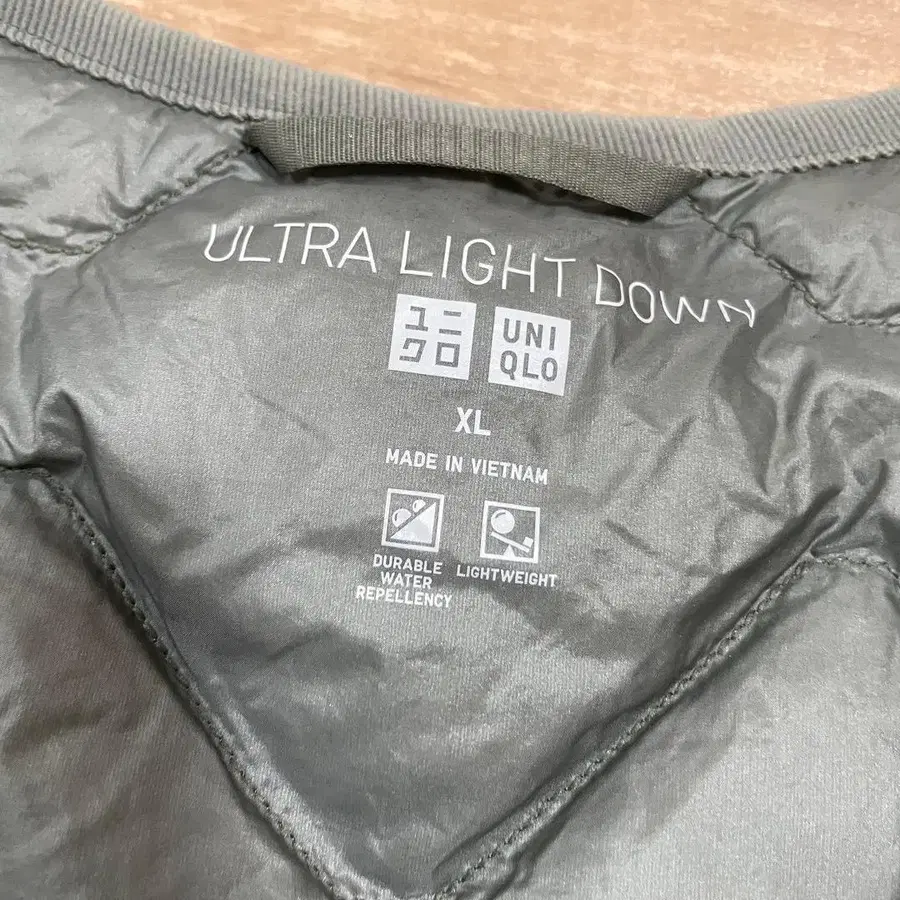 ULTRA LIGHT DOWN
ユニ
クロ
UNI
QLO
XL
MADE IN VIETNAM
DURABLE
WATER
REPELLENCY
LIGHTWEIGHT